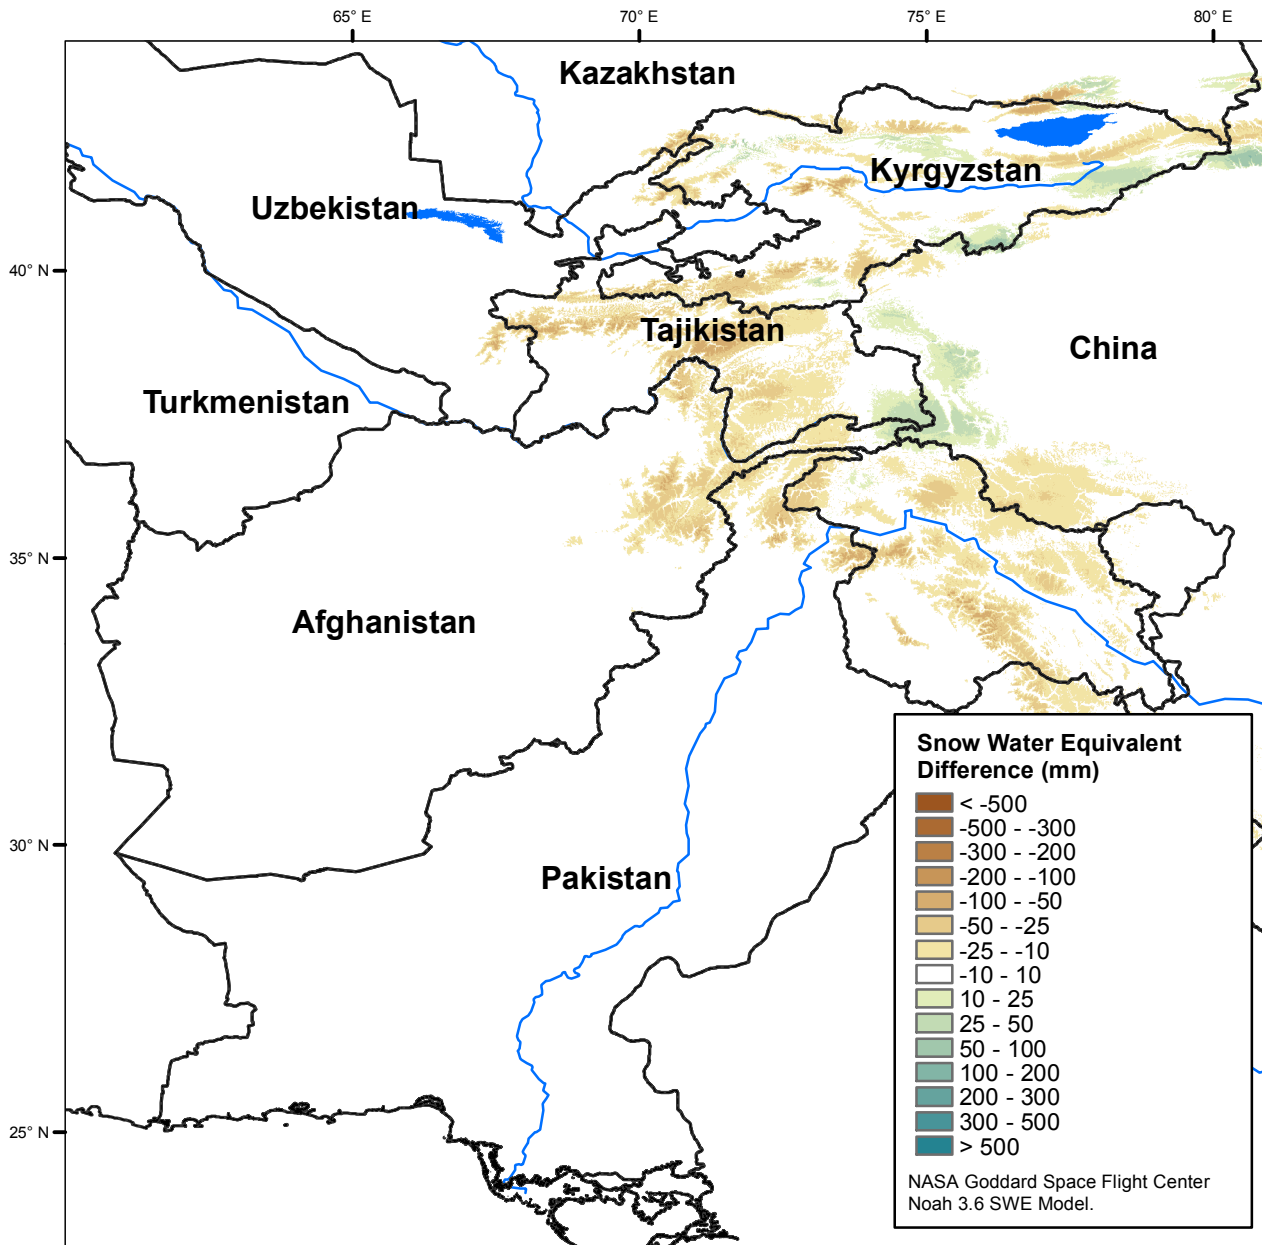 65° E
70° E
75° E
80° E
Kazakhstan
Kyrgyzstan
Uzbekistan
40° N
Tajikistan
China
Turkmenistan
35° N
Afghanistan
30° N
Pakistan
25° N
Snow Water Equivalent
Difference (mm)
< -500
-500 - -300
-300 - -200
-200 - -100
-100 - -50
-50 - -25
-25 - -10
-10 - 10
10 - 25
25 - 50
50 - 100
100 - 200
200 - 300
300 - 500
> 500
NASA Goddard Space Flight Center
Noah 3.6 SWE Model.